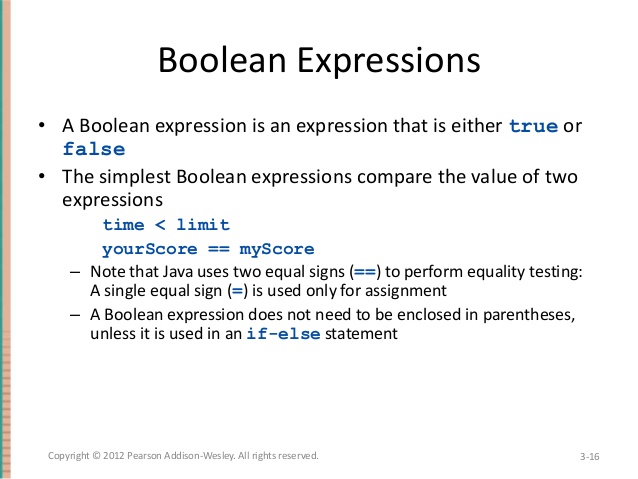 Boolean Expressions
• A Boolean expression is an expression that is either true or
false
• The simplest Boolean expressions compare the value of two
expressions
time < limit
yourScore == myScore
– Note that Java uses two equal signs (==) to perform equality testing:
A single equal sign (=) is used only for assignment
– A Boolean expression does not need to be enclosed in parentheses,
unless it is used in an if-else statement
Copyright © 2012 Pearson Addison-Wesley. All rights reserved.
3-16